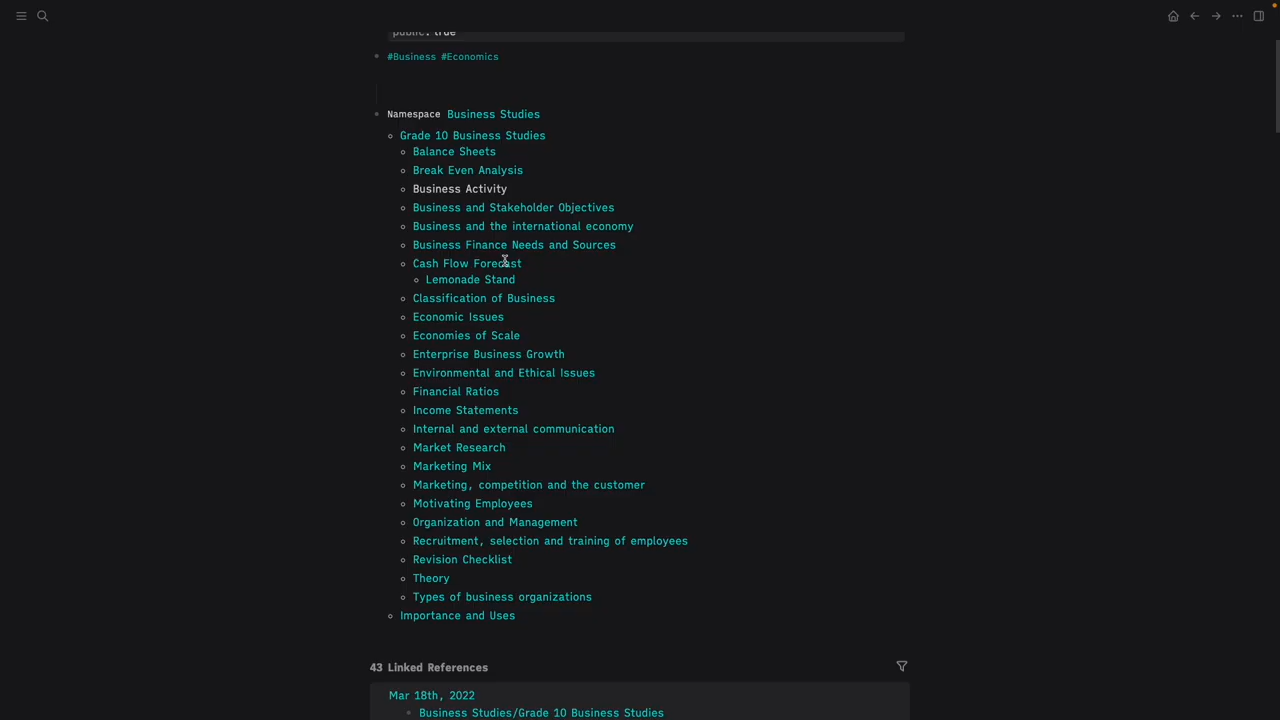 public: true
#Business #Economics
Namespace Business Studies
Grade 10 Business Studies
Balance Sheets
Break Even Analysis
Business Activity
Business and Stakeholder Objectives
Business and the international economy
Business Finance Needs and Sources
Cash Flow Forecast
Lemonade Stand
Classification of Business
Economic Issues
Economies of Scale
Enterprise Business Growth
Environmental and Ethical Issues
Financial Ratios
Income Statements
Internal and external communication
Market Research
Marketing Mix
Marketing, competition and the customer
Motivating Employees
Organization and Management
Recruitment, selection and training of employees
Revision Checklist
Theory
Types of business organizations
Importance and Uses
43 Linked References
Mar 18th, 2022
Business Studies/Grade 10 Business Studies